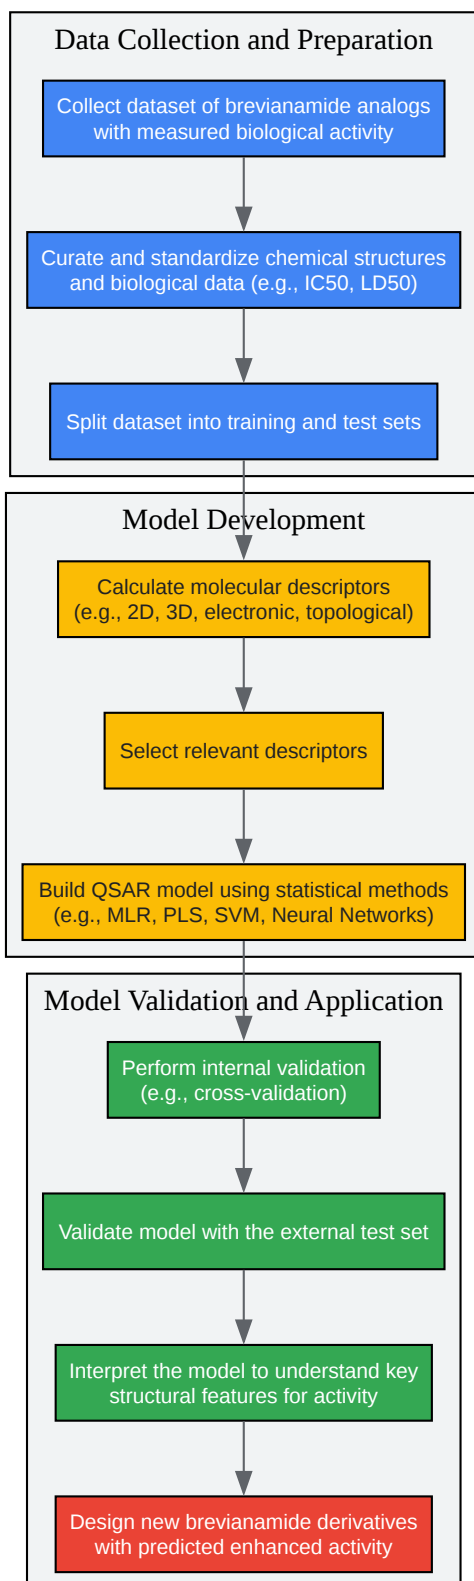 Data Collection and Preparation
Collect dataset of brevianamide analogs
with measured biological activity
Curate and standardize chemical structures
and biological data (e.g., IC50, LD50)
Split dataset into training and test sets
Model Development
Calculate molecular descriptors
(e.g., 2D, 3D, electronic, topological)
Select relevant descriptors
Build QSAR model using statistical methods
(e.g., MLR, PLS, SVM, Neural Networks)
Model Validation and Application
Perform internal validation
(e.g., cross-validation)
Validate model with the external test set
Interpret the model to understand key
structural features for activity
Design new brevianamide derivatives
with predicted enhanced activity